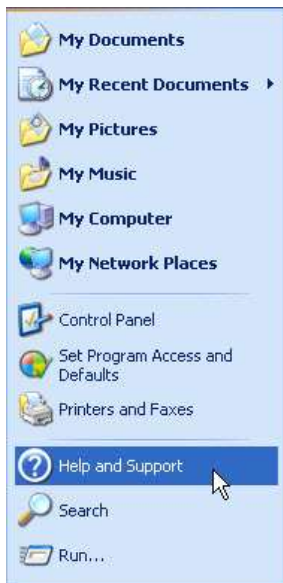 My Documents
My Recent Documents
My Pictures
My Music
My Computer
My Network Places
Control Panel
Set Program Access and
Defaults
Printers and Faxes
Help and Support
Search
Run...